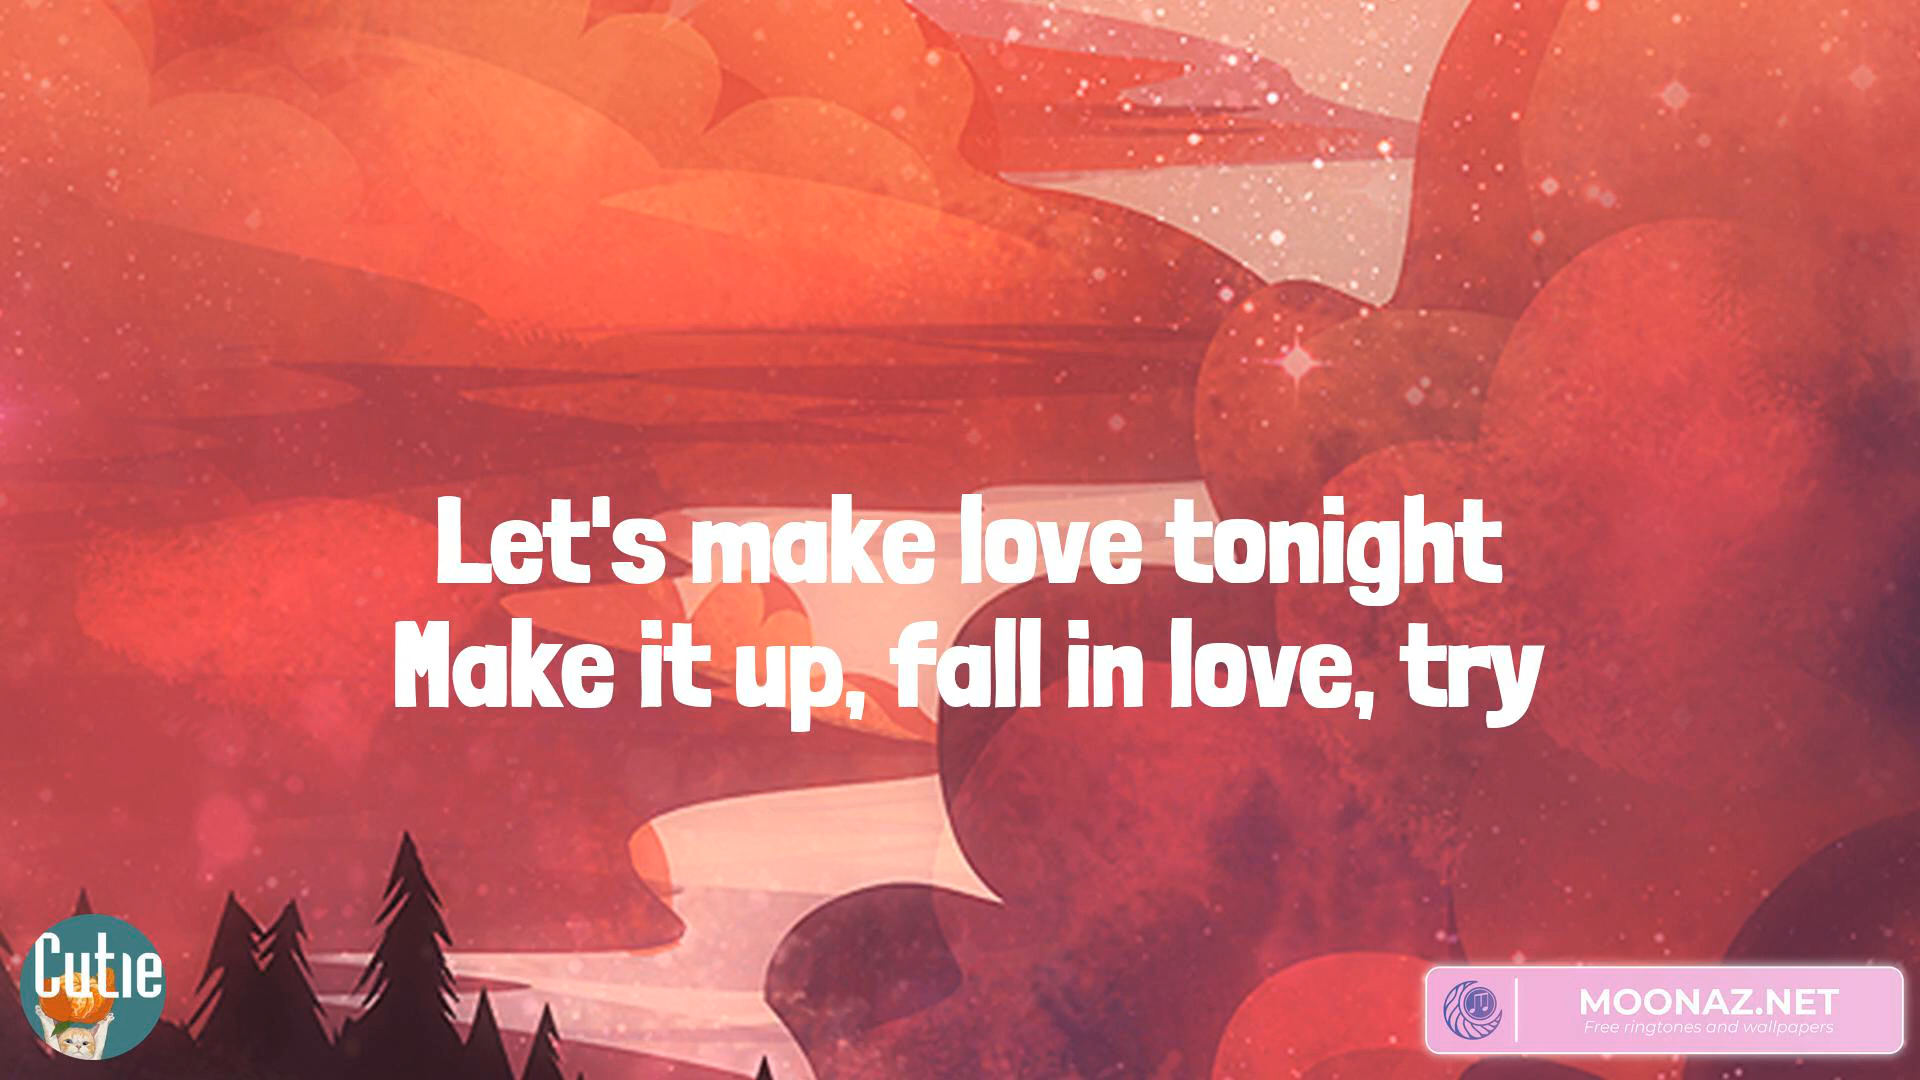 Let's make love tonight
Make it up, fall in love, try
Cutie
MOONAZ.NET
Free ringtones and wallpapers